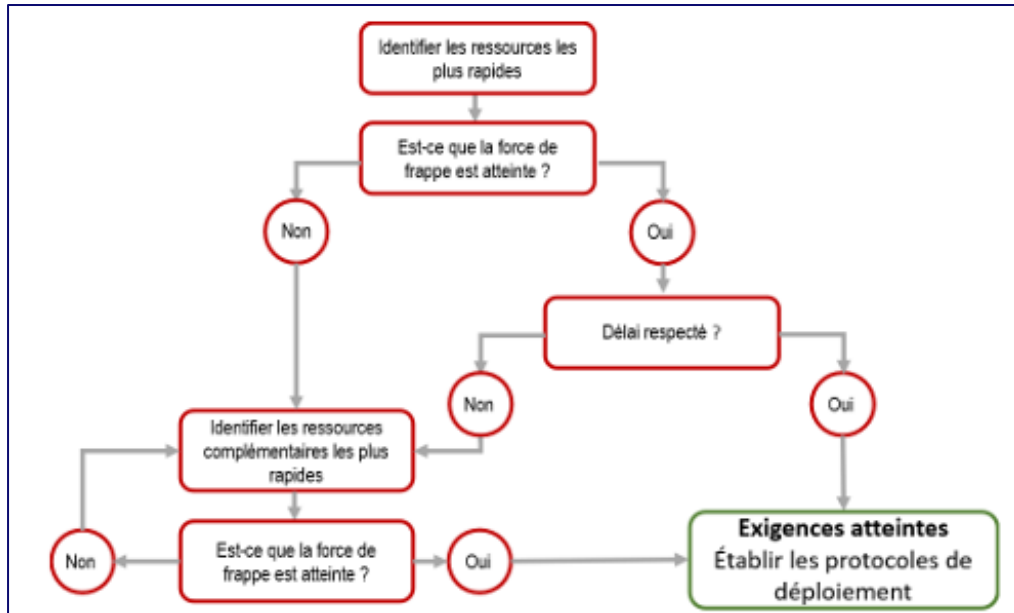 Identifier les ressources les
plus rapides
Est-ce que la force de
frappe est atteinte ?
Non
Oui
Délai respecté ?
Non
Oui
Identifier les ressources
complémentaires les plus
rapides
Non
Est-ce que la force de
frappe est atteinte ?
Oui
Exigences atteintes
Établir les protocoles de
déploiement